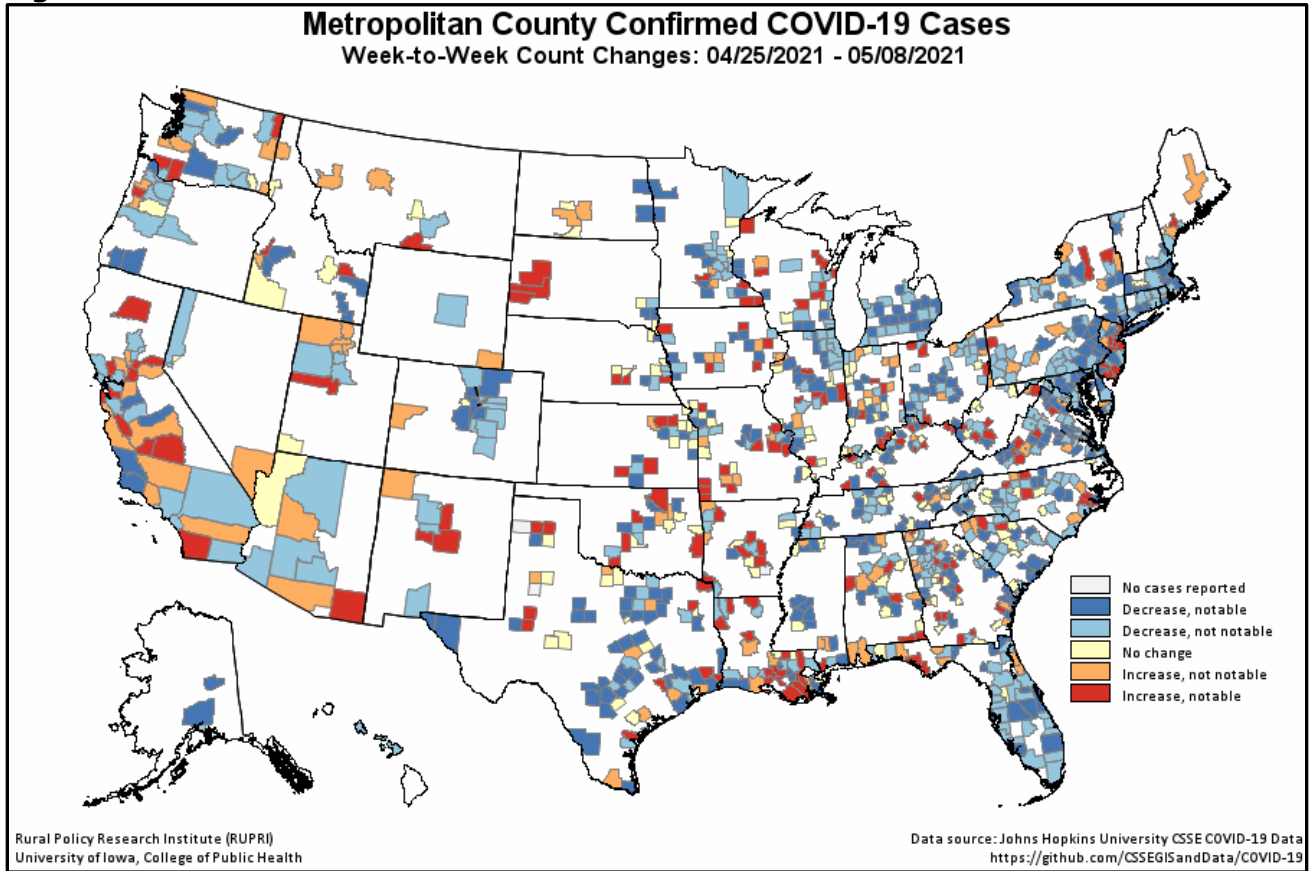 Metropolitan County Confirmed COVID-19 Cases
Week-to-Week Count Changes: 04/25/2021 - 05/08/2021
No cases reported
Decrease, notable
Decrease, not notable
No change
Increase, not notable
Increase, notable
Rural Policy Research Institute (RUPRI)
University of Iowa, College of Public Health
Data source: Johns Hopkins University CSSE COVID-19 Data
https://github.com/CSSEGISandData/COVID-19